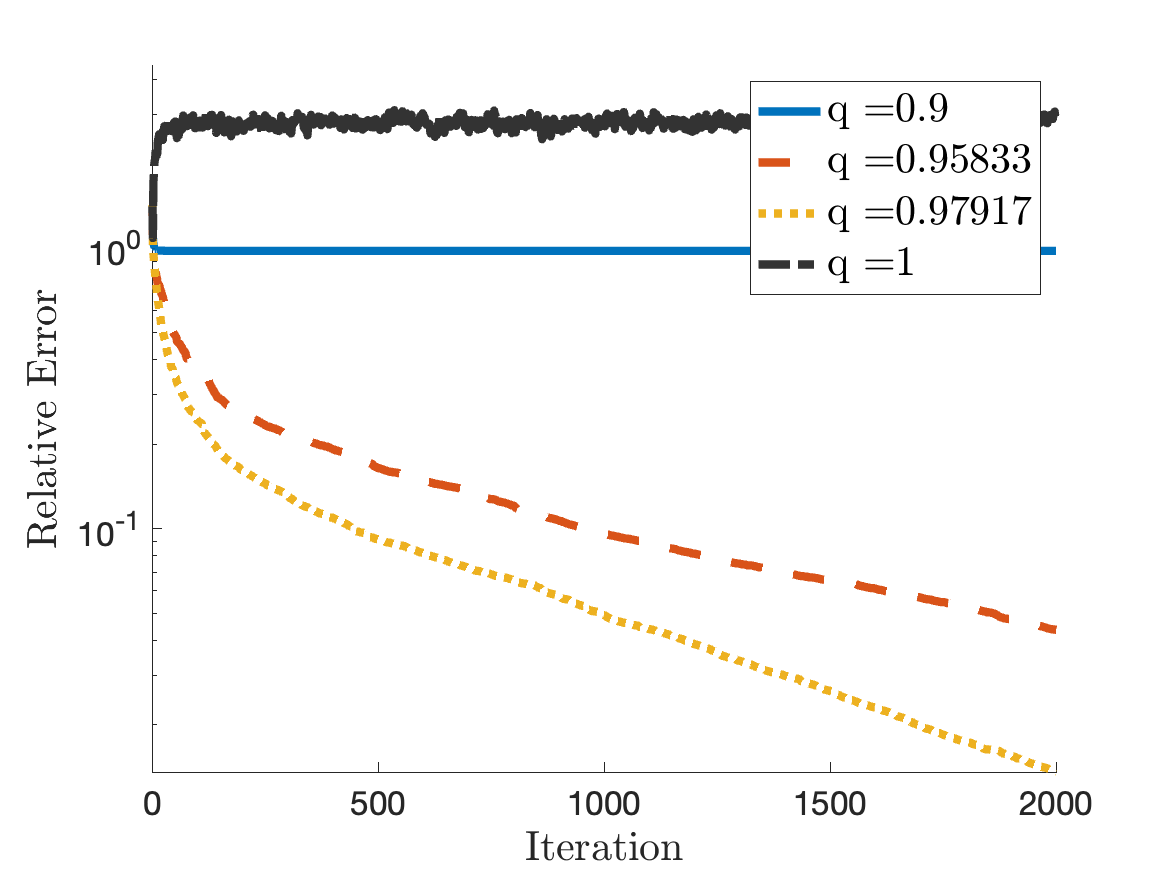 q =0.9
q =0.95833
q =0.97917
q =1
10^0
10^-1
Relative Error
0 500 1000 1500 2000
Iteration